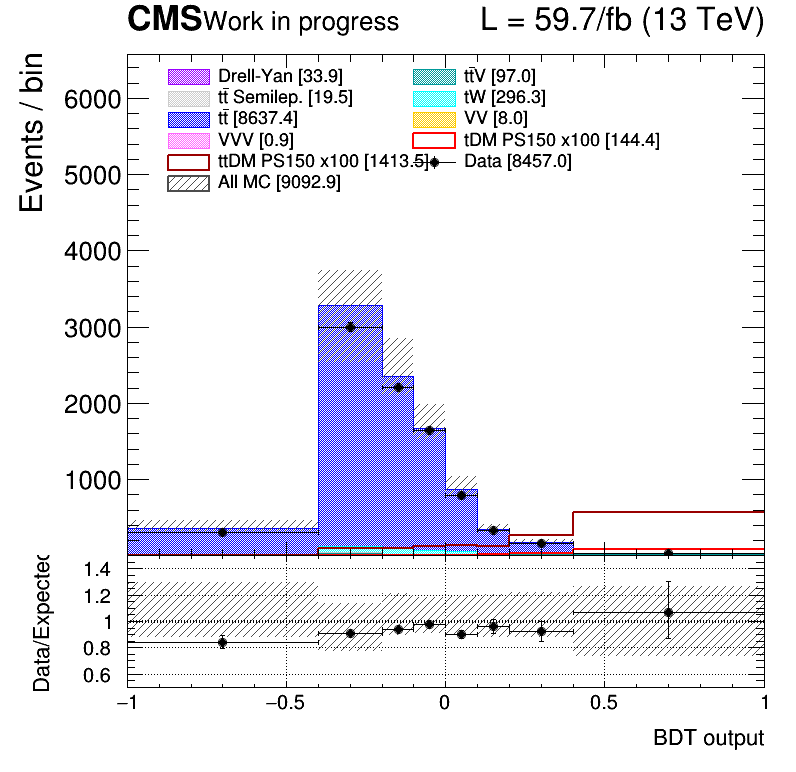 CMS Work in progress L = 59.7/fb (13 TeV)
Events / bin
Drell-Yan [33.9] tt̄V [97.0]
tt̄ Semilep. [19.5] tW [296.3]
tt̄ [8637.4] VV [8.0]
VVV [0.9] tDM PS150 x100 [144.4]
ttDM PS150 x100 [1413.5] Data [8457.0]
All MC [9092.9]
6000
5000
4000
3000
2000
1000
Data/Expected
1.4
1.2
1
0.8
0.6
−1 −0.5 0 0.5 1
BDT output